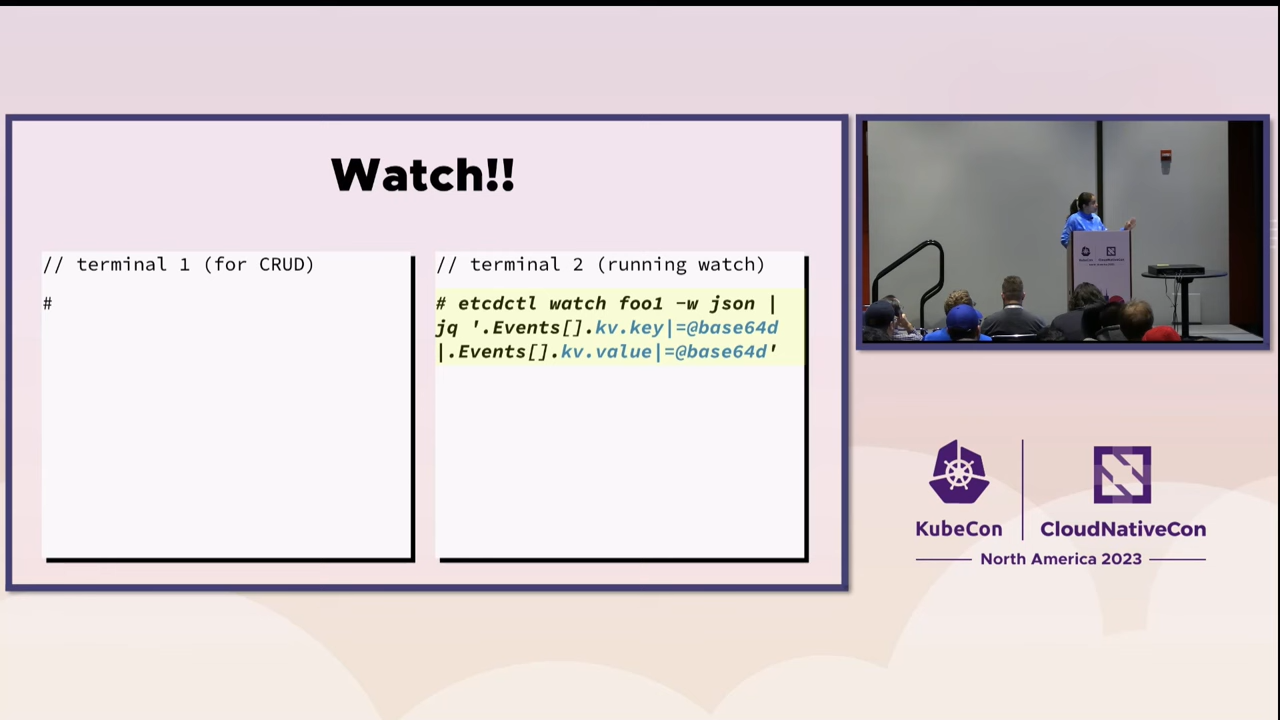 Watch!!
// terminal 1 (for CRUD)
#
// terminal 2 (running watch)
# etcdctl watch foo1 -w json |
jq '.Events[].kv.key|=@base64d
|.Events[].kv.value|=@base64d'
KubeCon
CloudNativeCon
North America 2023